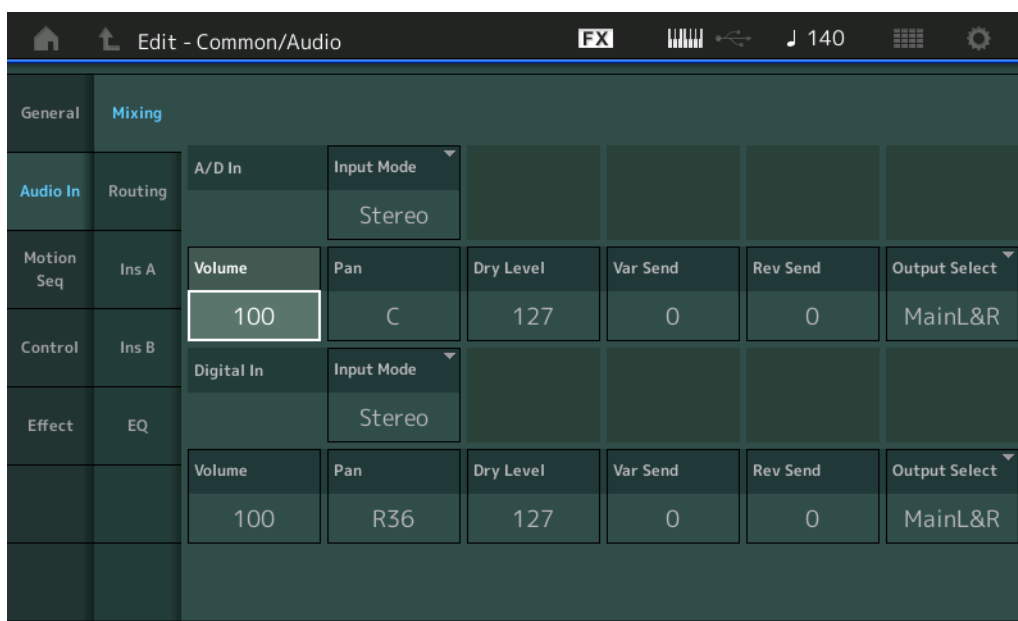 Edit - Common/Audio FX ♩ 140
General Mixing
A/D In Input Mode
Audio In Routing
Stereo
Motion
Seq
Ins A
Volume Pan Dry Level Var Send Rev Send Output Select
100 C 127 0 0 MainL&R
Control Ins B
Digital In Input Mode
Stereo
Effect EQ
Volume Pan Dry Level Var Send Rev Send Output Select
100 R36 127 0 0 MainL&R